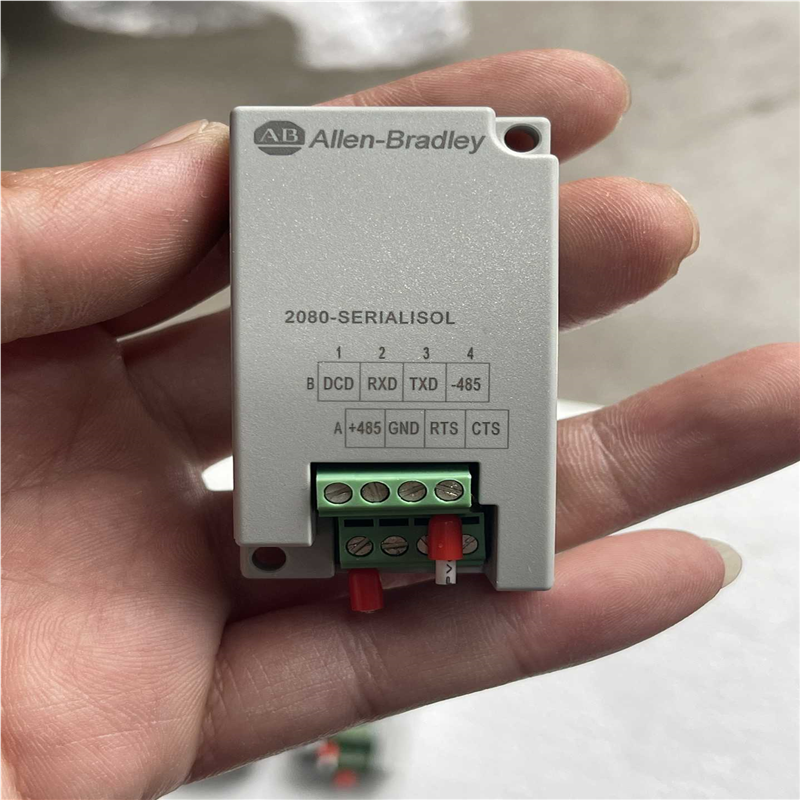 AB Allen-Bradley
2080-SERIALISOL
1 2 3 4
B DCD RXD TXD -485
A +485 GND RTS CTS